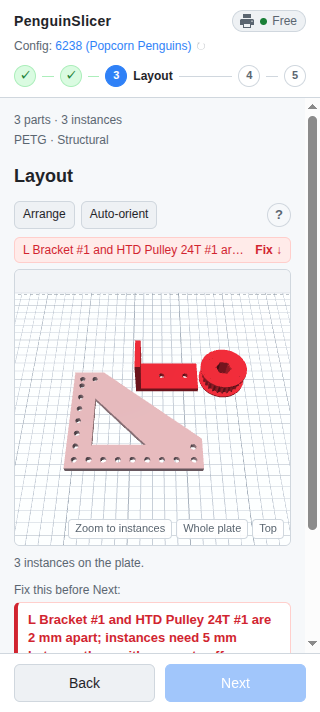 PenguinSlicer
Free
Config: 6238 (Popcorn Penguins)
3 Layout
4
5
3 parts · 3 instances
PETG · Structural
Layout
Arrange
Auto-orient
?
L Bracket #1 and HTD Pulley 24T #1 ar… Fix ↓
Zoom to instances
Whole plate
Top
3 instances on the plate.
Fix this before Next:
L Bracket #1 and HTD Pulley 24T #1 are
2 mm apart; instances need 5 mm
Back
Next